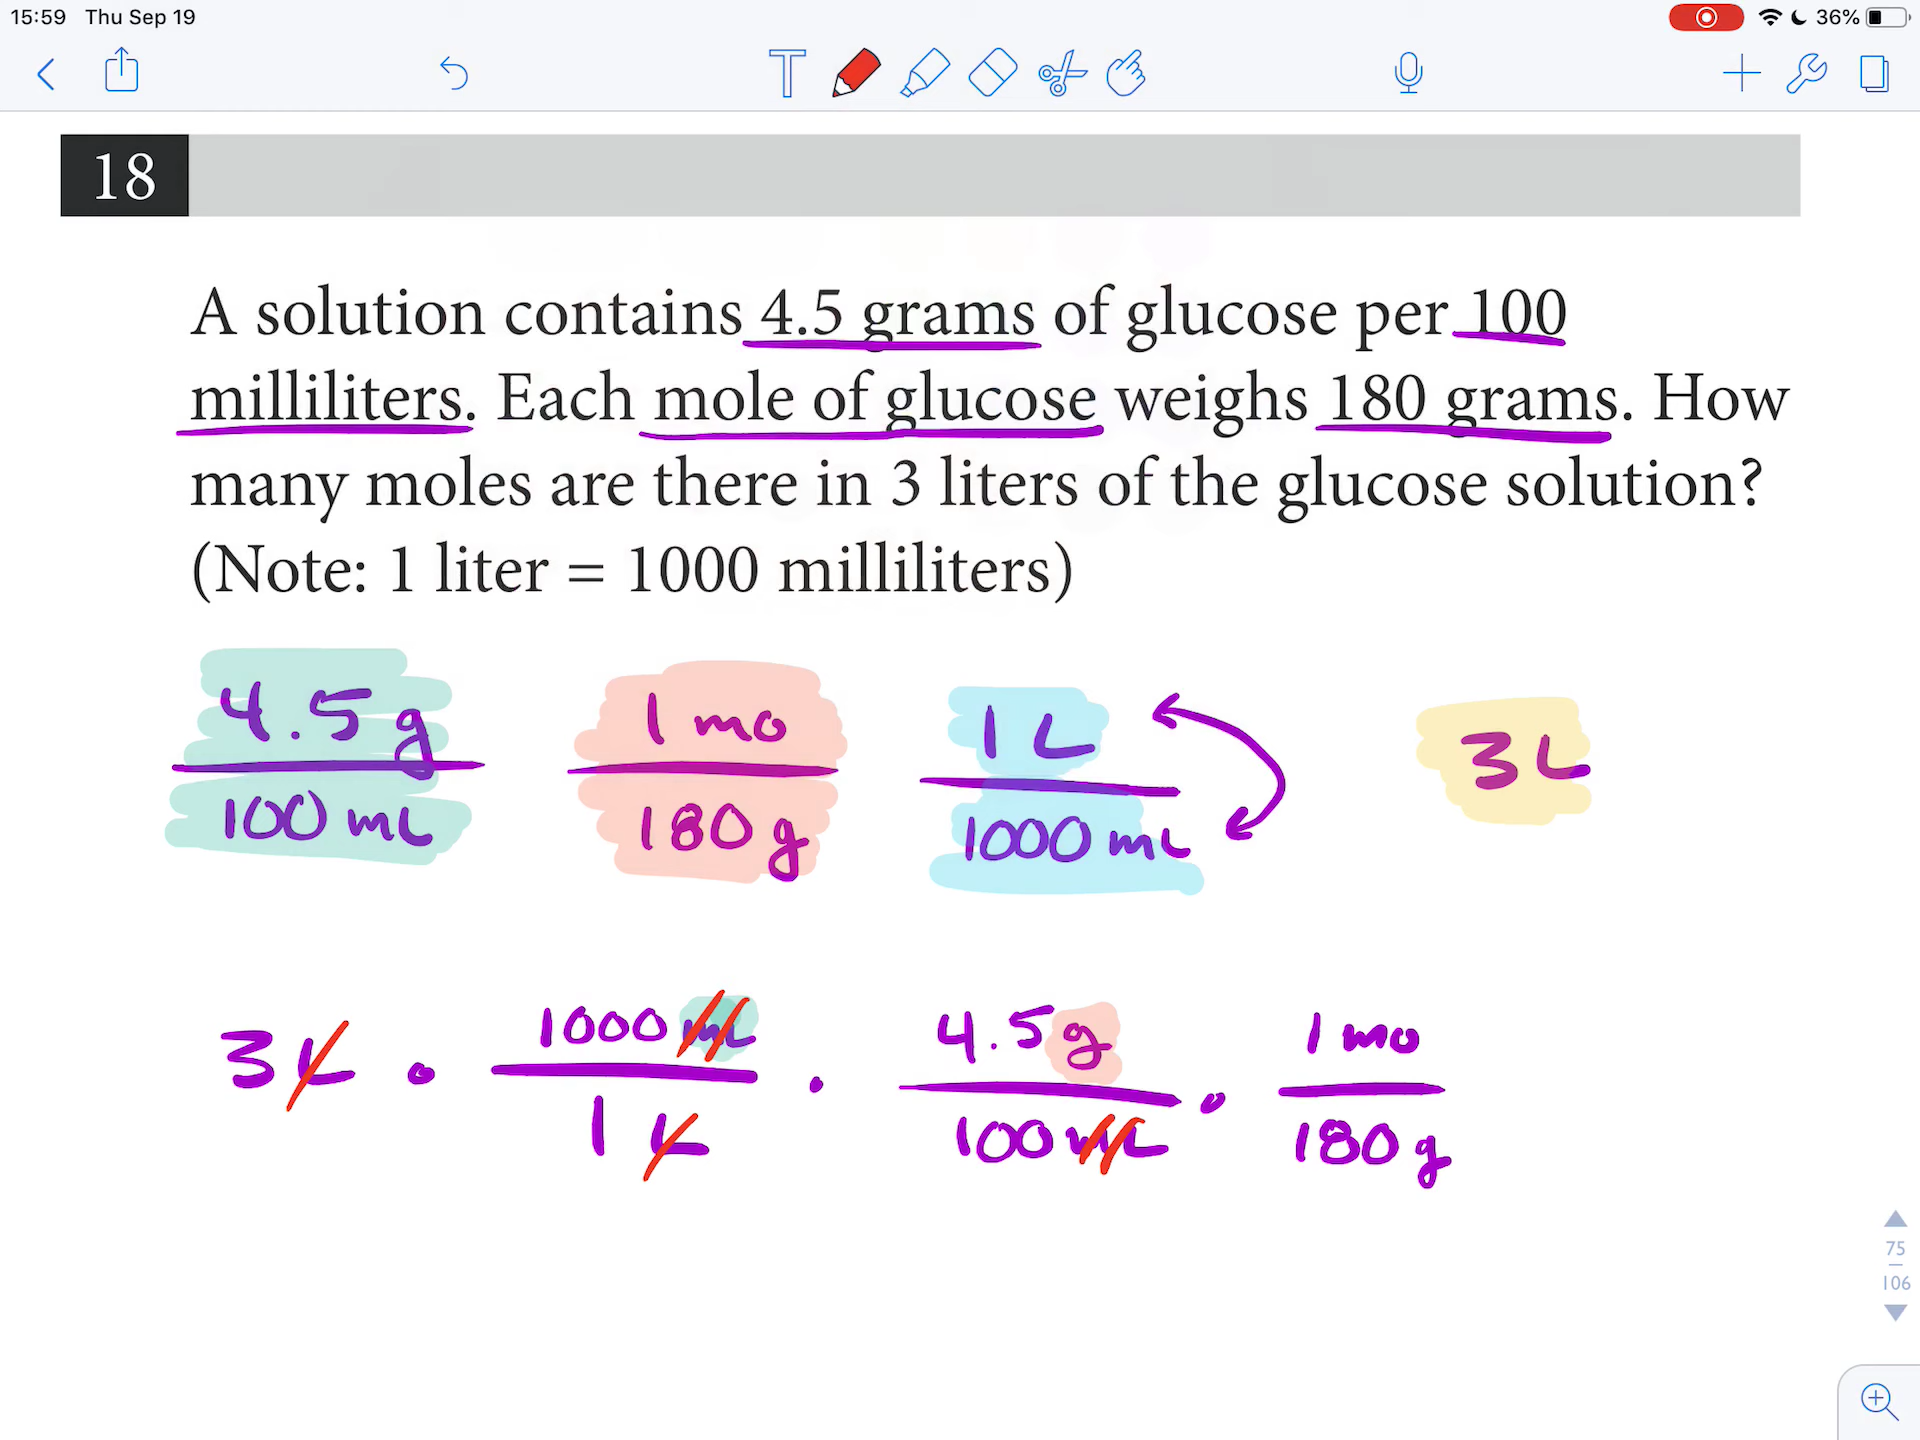 15:59 Thu Sep 19 36%
T
18
A solution contains 4.5 grams of glucose per 100
milliliters. Each mole of glucose weighs 180 grams. How
many moles are there in 3 liters of the glucose solution?
(Note: 1 liter = 1000 milliliters)
4.5 g 1 mo 1 L 3L
100 mL 180 g 1000 mL
1000 mL 4.5 g 1 mo
3L • • •
1 L 100 mL 180 g
75
106